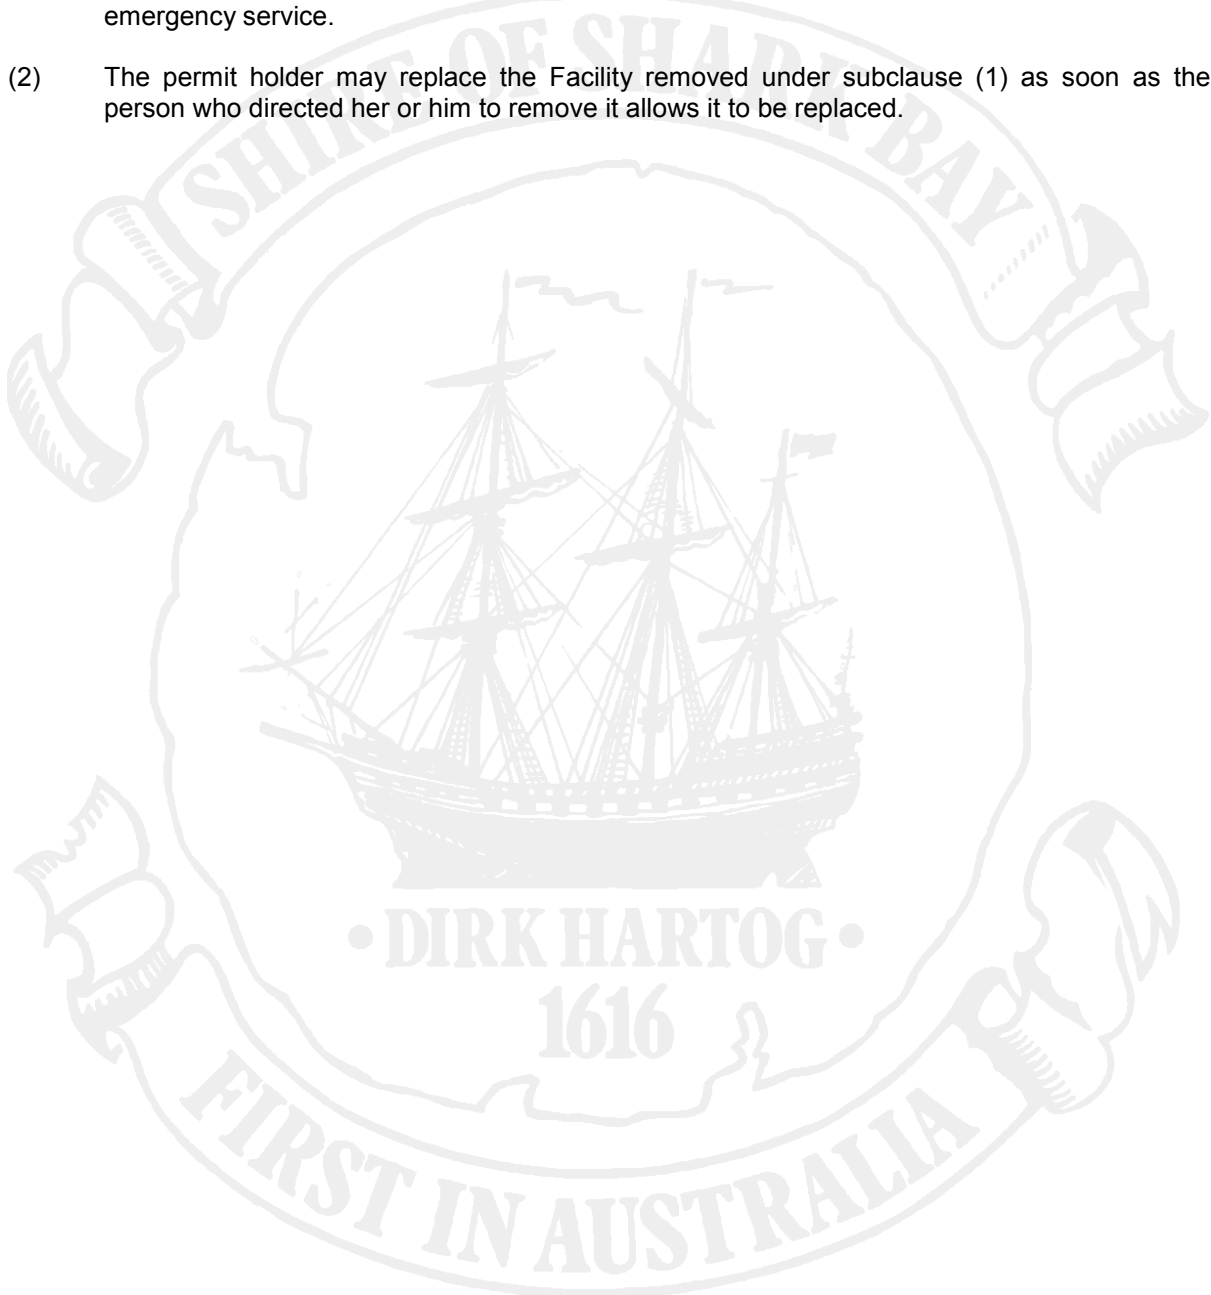 emergency service.
(2) The permit holder may replace the Facility removed under subclause (1) as soon as the
person who directed her or him to remove it allows it to be replaced.
SHIRE OF SHARK BAY
• DIRK HARTOG •
1616
FIRST IN AUSTRALIA